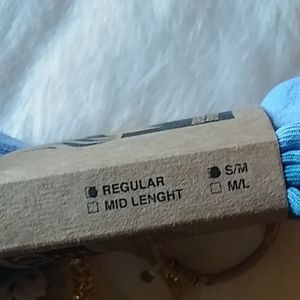 REGULAR
MID LENGHT
S/M
M/L